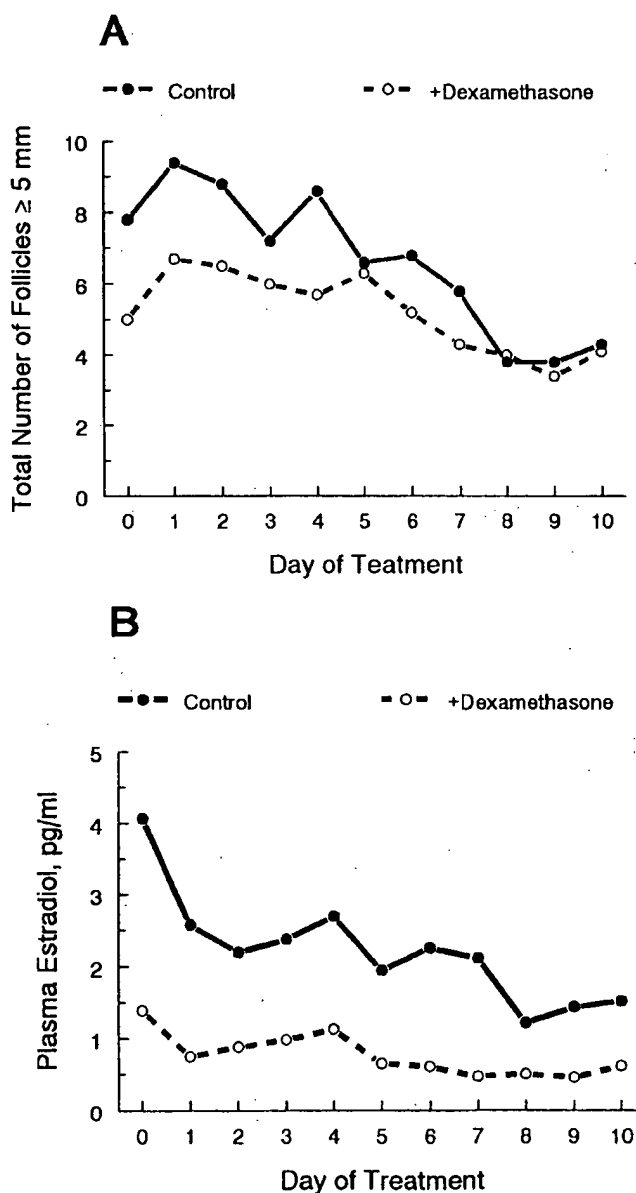 A
Control +Dexamethasone
10
8
6
4
2
0
Total Number of Follicles ≥ 5 mm
0 1 2 3 4 5 6 7 8 9 10
Day of Teatment
B
Control +Dexamethasone
5
4
3
2
1
0
Plasma Estradiol, pg/ml
0 1 2 3 4 5 6 7 8 9 10
Day of Treatment